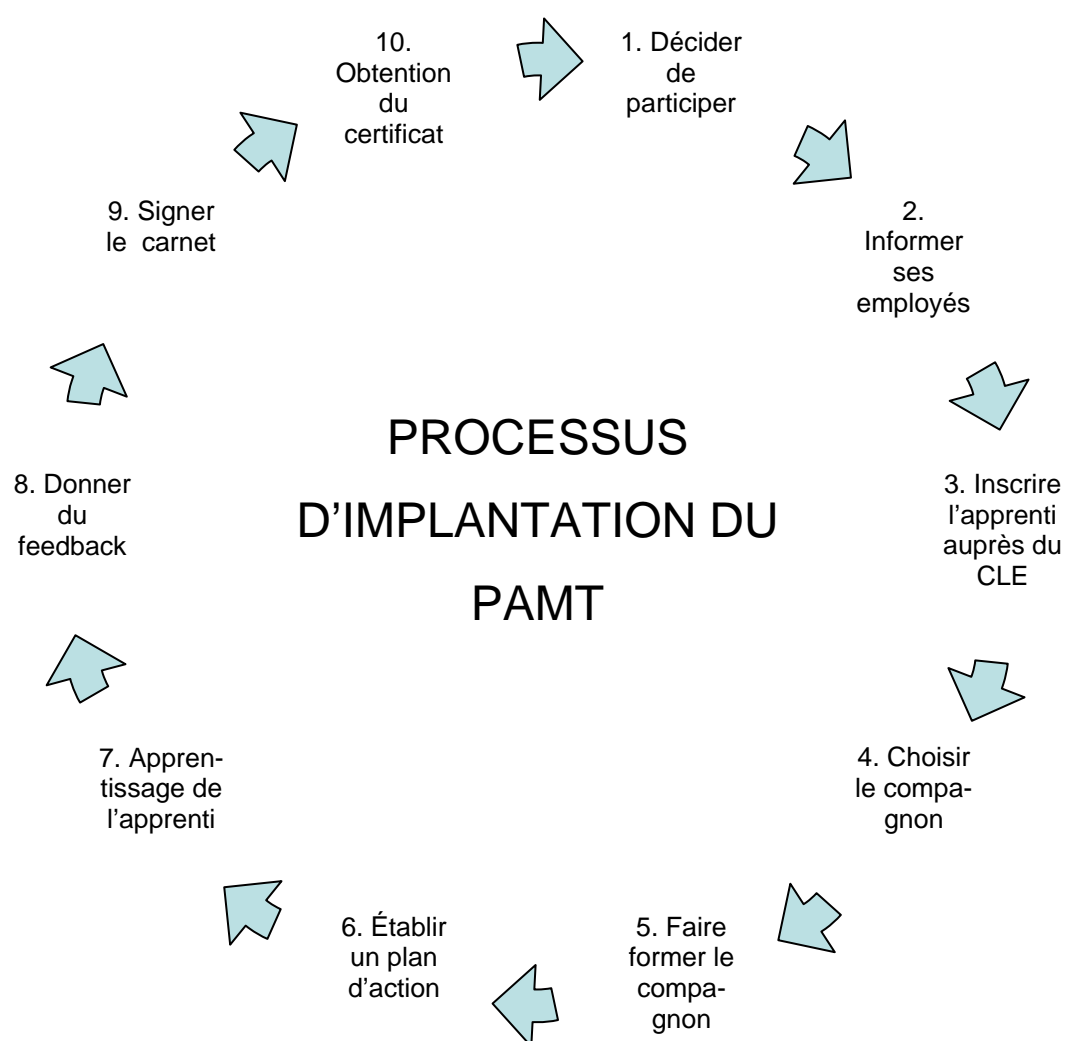 PROCESSUS
D'IMPLANTATION DU
PAMT
1. Décider
de
participer
2.
Informer
ses
employés
3. Inscrire
l'apprenti
auprès du
CLE
4. Choisir
le compa-
gnon
5. Faire
former le
compa-
gnon
6. Établir
un plan
d'action
7. Appren-
tissage de
l'apprenti
8. Donner
du
feedback
9. Signer
le carnet
10.
Obtention
du
certificat